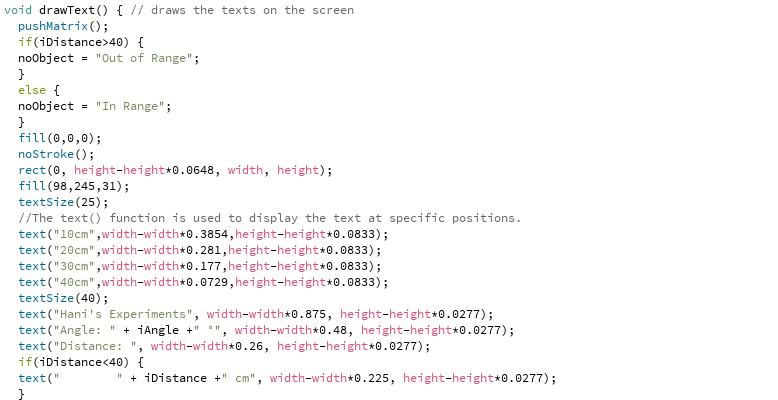 void drawText() { // draws the texts on the screen
  pushMatrix();
  if(iDistance>40) {
  noObject = "Out of Range";
  }
  else {
  noObject = "In Range";
  }
  fill(0,0,0);
  noStroke();
  rect(0, height-height*0.0648, width, height);
  fill(98,245,31);
  textSize(25);
  //The text() function is used to display the text at specific positions.
  text("10cm",width-width*0.3854,height-height*0.0833);
  text("20cm",width-width*0.281,height-height*0.0833);
  text("30cm",width-width*0.177,height-height*0.0833);
  text("40cm",width-width*0.0729,height-height*0.0833);
  textSize(40);
  text("Hani's Experiments", width-width*0.875, height-height*0.0277);
  text("Angle: " + iAngle +" °", width-width*0.48, height-height*0.0277);
  text("Distance: ", width-width*0.26, height-height*0.0277);
  if(iDistance<40) {
  text("        " + iDistance +" cm", width-width*0.225, height-height*0.0277);
  }